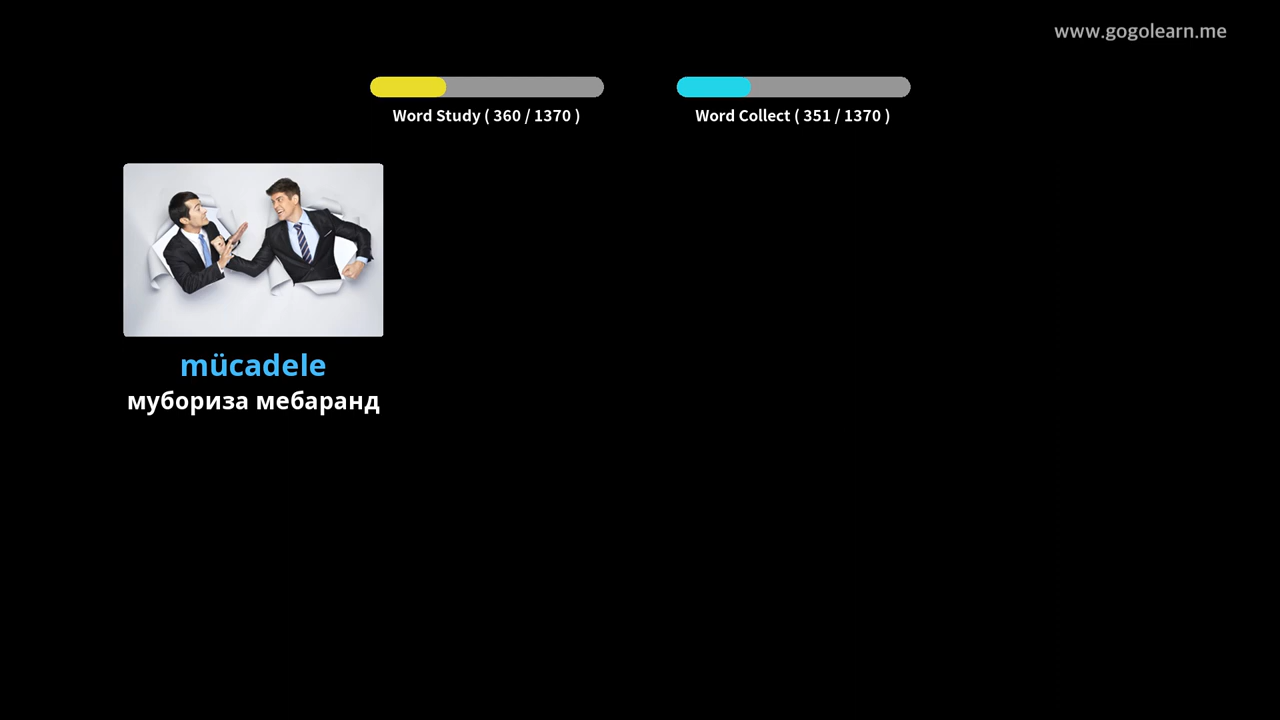 www.gogolearn.me
Word Study ( 360 / 1370 )
Word Collect ( 351 / 1370 )
mücadele
мубориза мебаранд